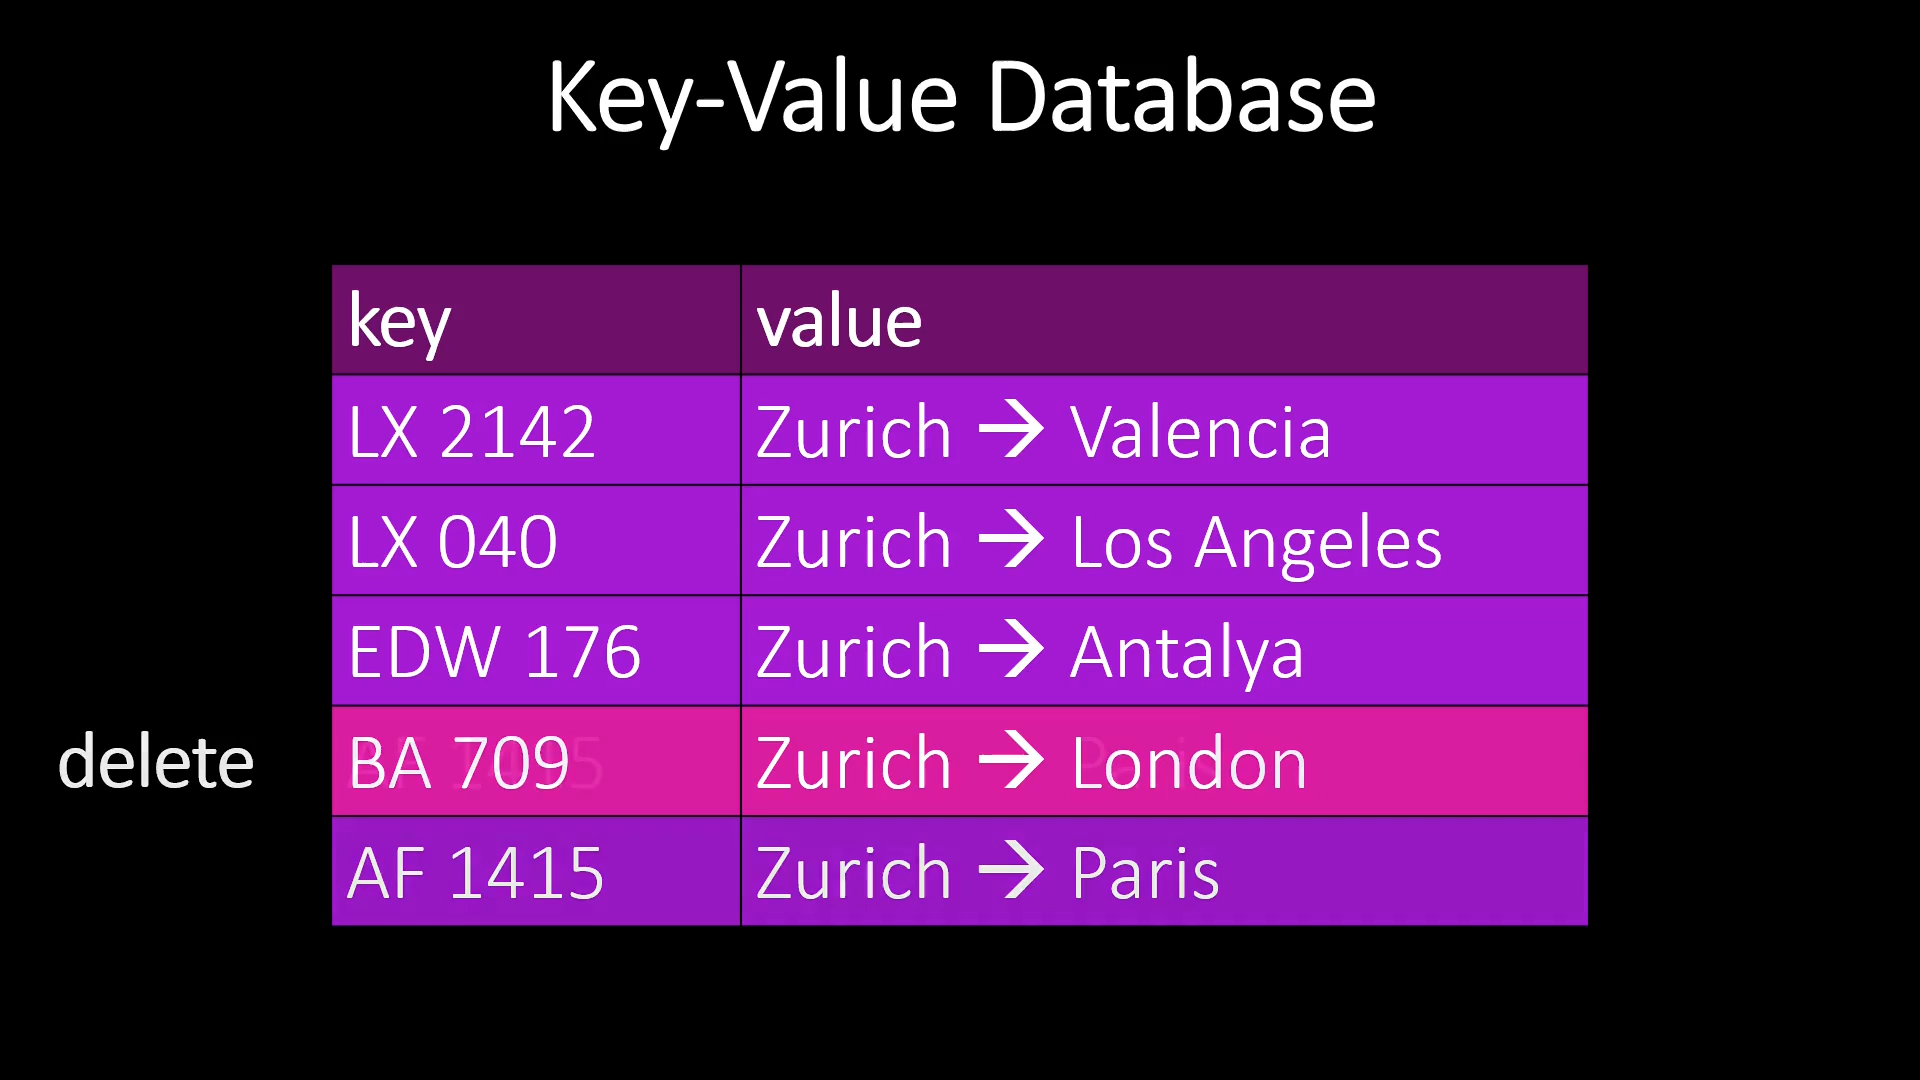 Key-Value Database
key value
LX 2142 Zurich → Valencia
LX 040 Zurich → Los Angeles
EDW 176 Zurich → Antalya
delete BA 709 Zurich → London
AF 1415 Zurich → Paris